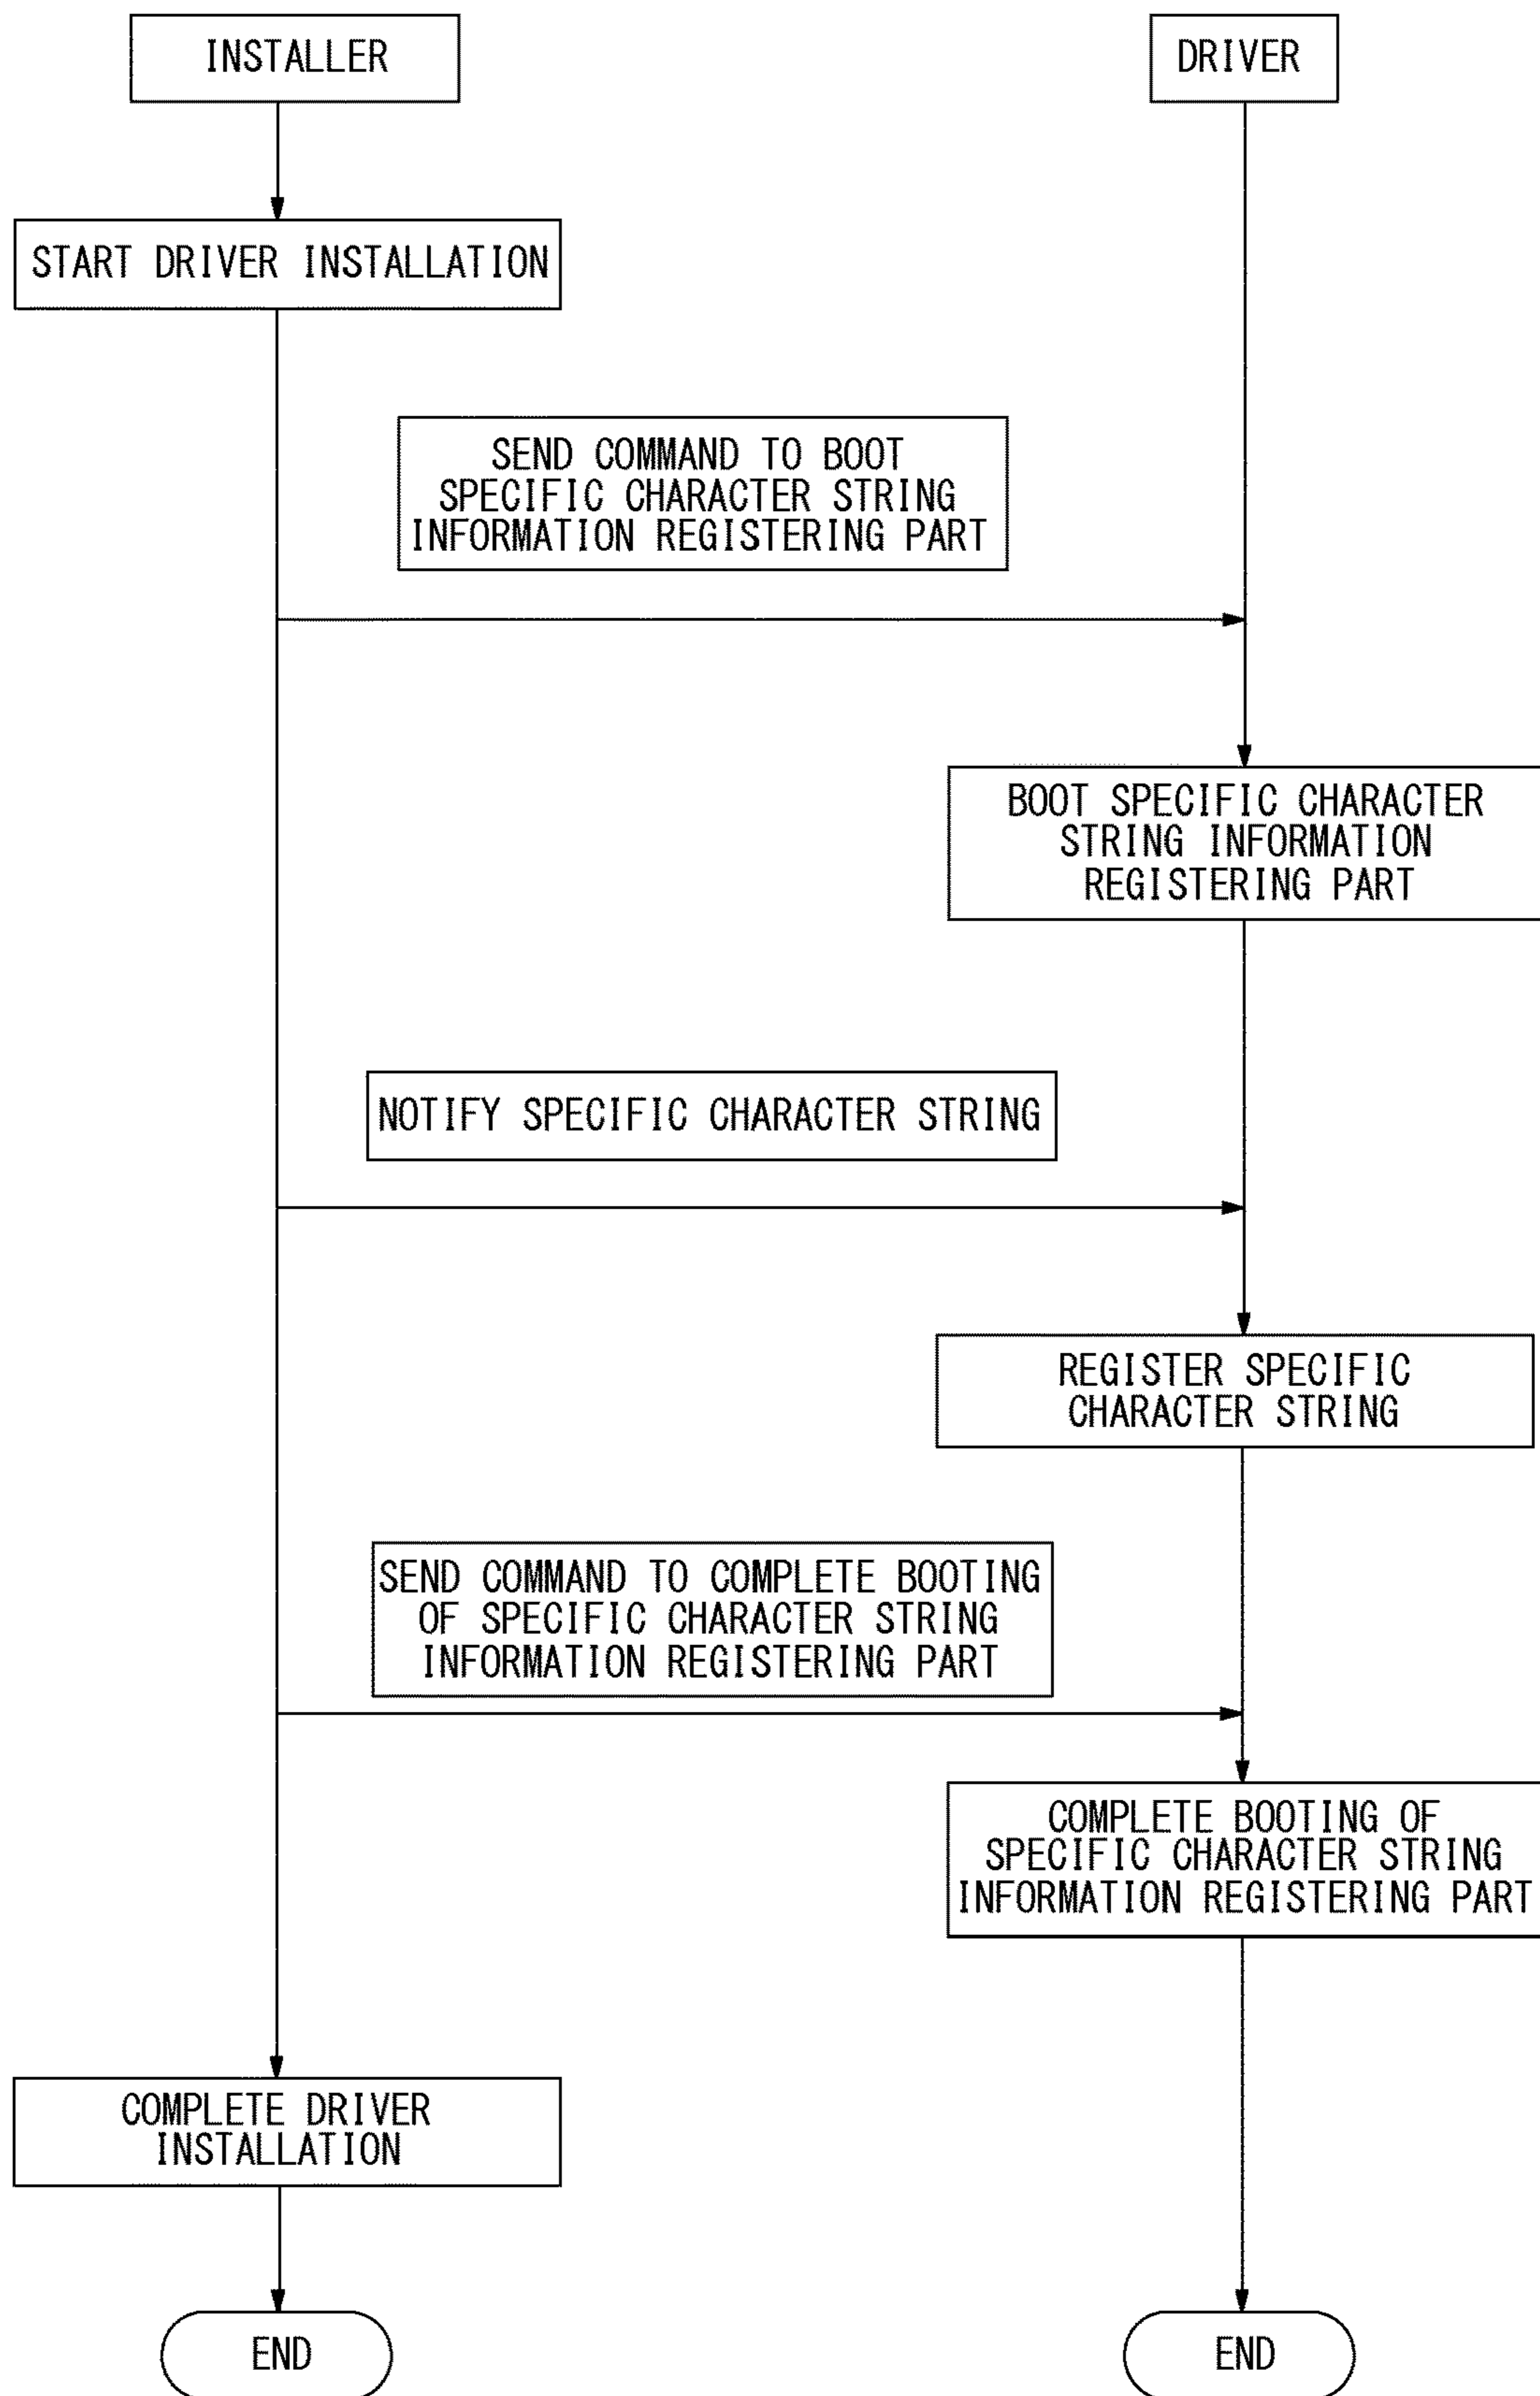 INSTALLER
DRIVER
START DRIVER INSTALLATION
SEND COMMAND TO BOOT
SPECIFIC CHARACTER STRING
INFORMATION REGISTERING PART
BOOT SPECIFIC CHARACTER
STRING INFORMATION
REGISTERING PART
NOTIFY SPECIFIC CHARACTER STRING
REGISTER SPECIFIC
CHARACTER STRING
SEND COMMAND TO COMPLETE BOOTING
OF SPECIFIC CHARACTER STRING
INFORMATION REGISTERING PART
COMPLETE BOOTING OF
SPECIFIC CHARACTER STRING
INFORMATION REGISTERING PART
COMPLETE DRIVER
INSTALLATION
END
END